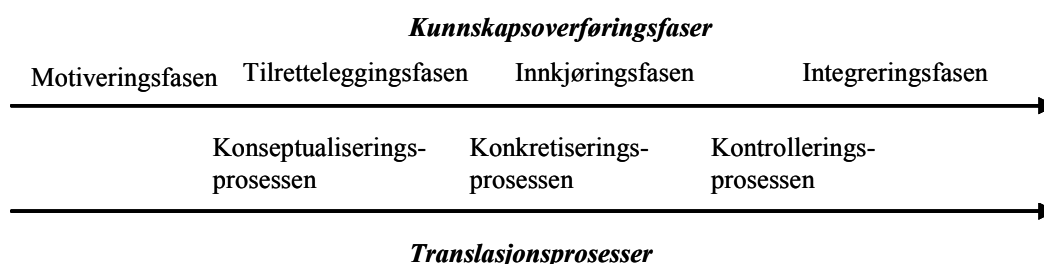 Kunnskapsoverføringsfaser
Motiveringsfasen Tilretteleggingsfasen Innkjøringsfasen Integreringsfasen
Konseptualiserings- Konkretiserings- Kontrollerings-
prosessen prosessen prosessen
Translasjonsprosesser